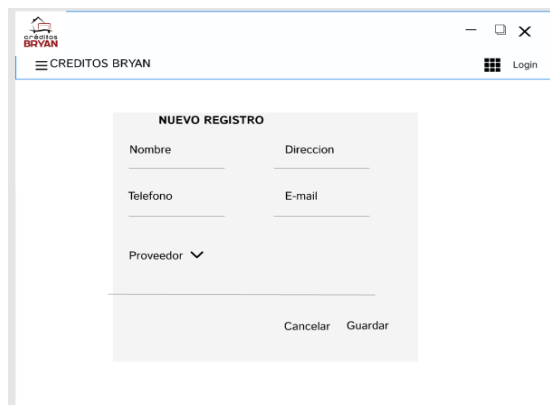 créditos
BRYAN
CREDITOS BRYAN
Login
NUEVO REGISTRO
Nombre
Direccion
Telefono
E-mail
Proveedor
Cancelar
Guardar